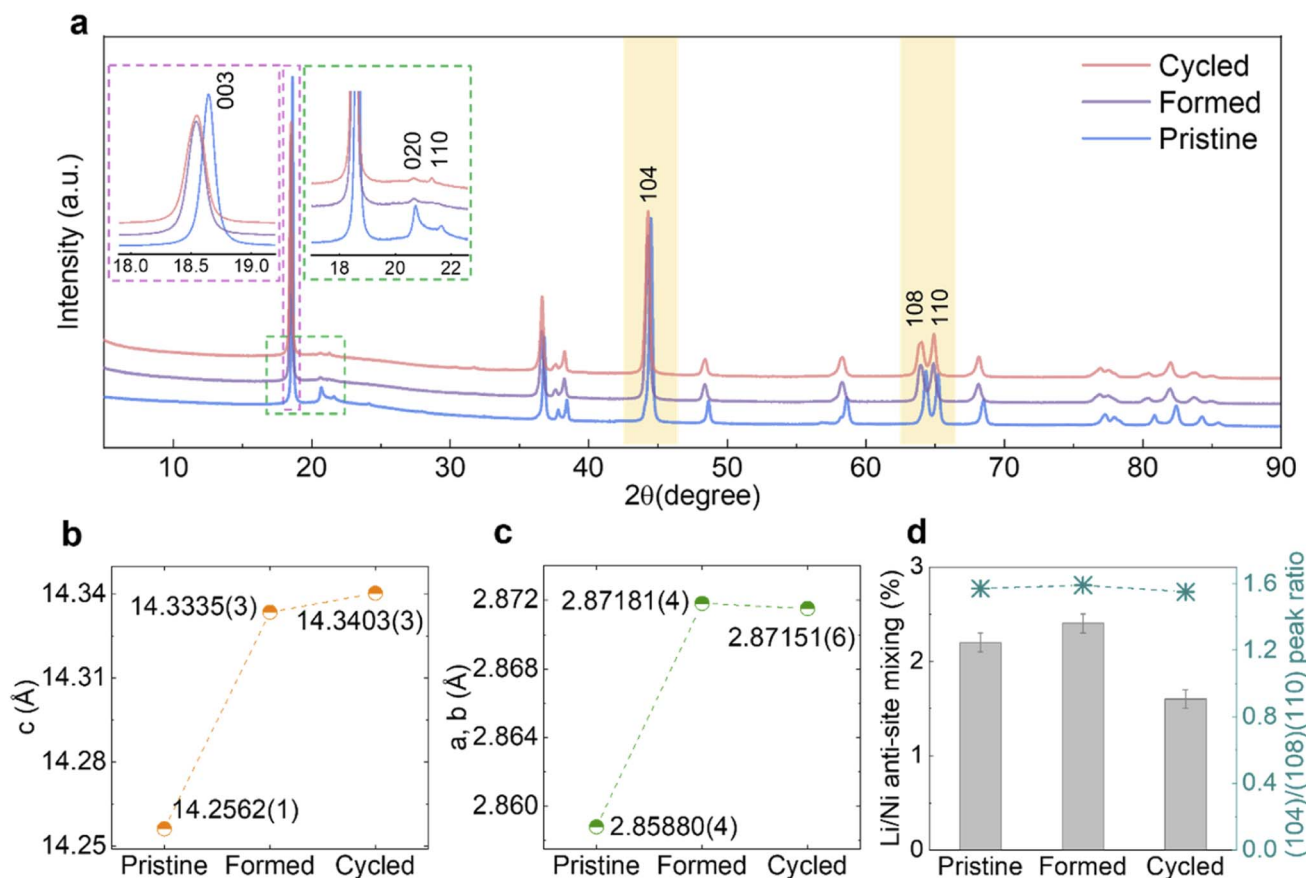 a
Cycled
Formed
Pristine
003
020
110
104
108
110
18.0 18.5 19.0
18 20 22
Intensity (a.u.)
10 20 30 40 50 60 70 80 90
2θ(degree)
b
c (Å)
14.34
14.31
14.28
14.25
14.3335(3)
14.3403(3)
14.2562(1)
Pristine Formed Cycled
c
a, b (Å)
2.872
2.868
2.864
2.860
2.87181(4)
2.87151(6)
2.85880(4)
Pristine Formed Cycled
d
Li/Ni anti-site mixing (%)
3
2
1
0
1.6
1.2
0.8
0.4
0.0
(104)/(108)(110) peak ratio
Pristine Formed Cycled